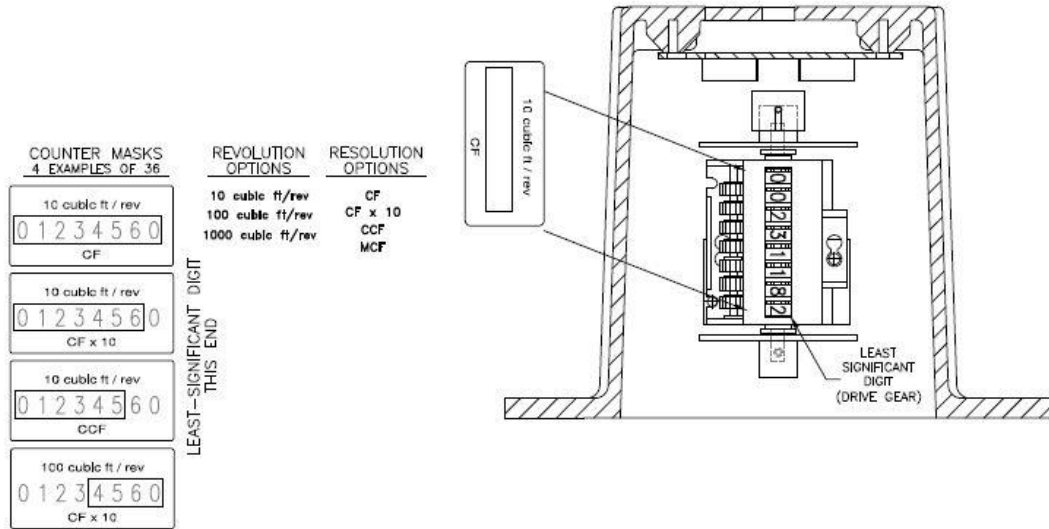 COUNTER MASKS
4 EXAMPLES OF 36
10 cubic ft / rev
0 1 2 3 4 5 6 0
CF
10 cubic ft / rev
0 1 2 3 4 5 6 0
CF x 10
10 cubic ft / rev
0 1 2 3 4 5 6 0
CCF
100 cubic ft / rev
0 1 2 3 4 5 6 0
CF x 10
LEAST-SIGNIFICANT DIGIT
THIS END
REVOLUTION
OPTIONS
10 cubic ft/rev
100 cubic ft/rev
1000 cubic ft/rev
RESOLUTION
OPTIONS
CF
CF x 10
CCF
MCF
10 cubic ft / rev
CF
0 0 2 3 1 1 8 2
LEAST
SIGNIFICANT
DIGIT
(DRIVE GEAR)